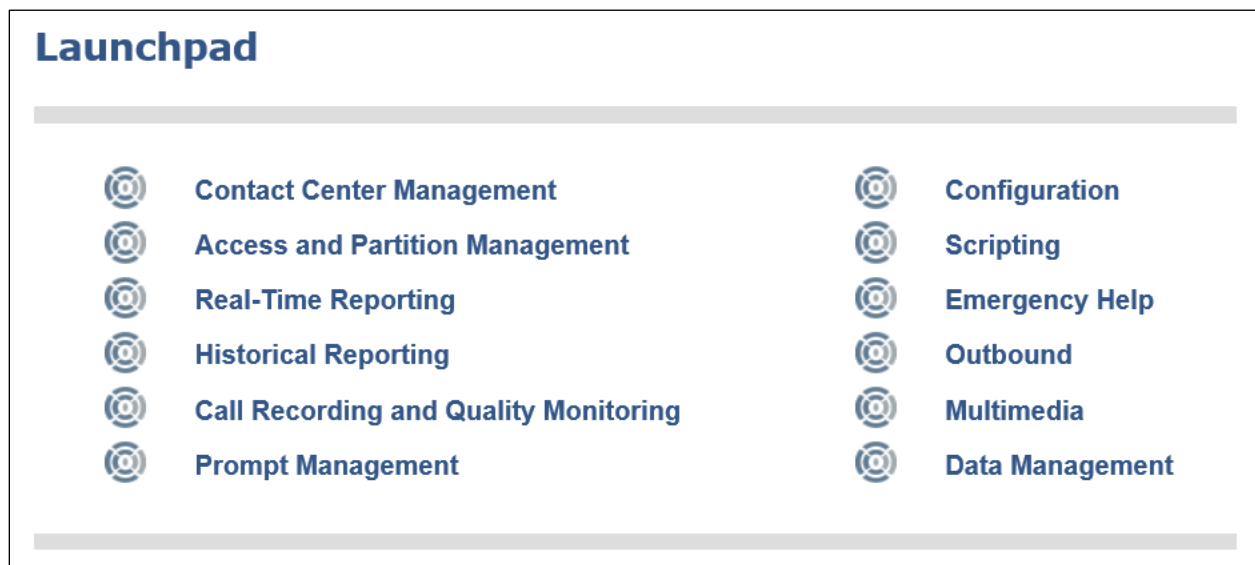 Launchpad
Contact Center Management
Access and Partition Management
Real-Time Reporting
Historical Reporting
Call Recording and Quality Monitoring
Prompt Management
Configuration
Scripting
Emergency Help
Outbound
Multimedia
Data Management